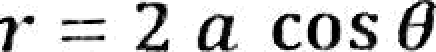 r = 2 a cos θ